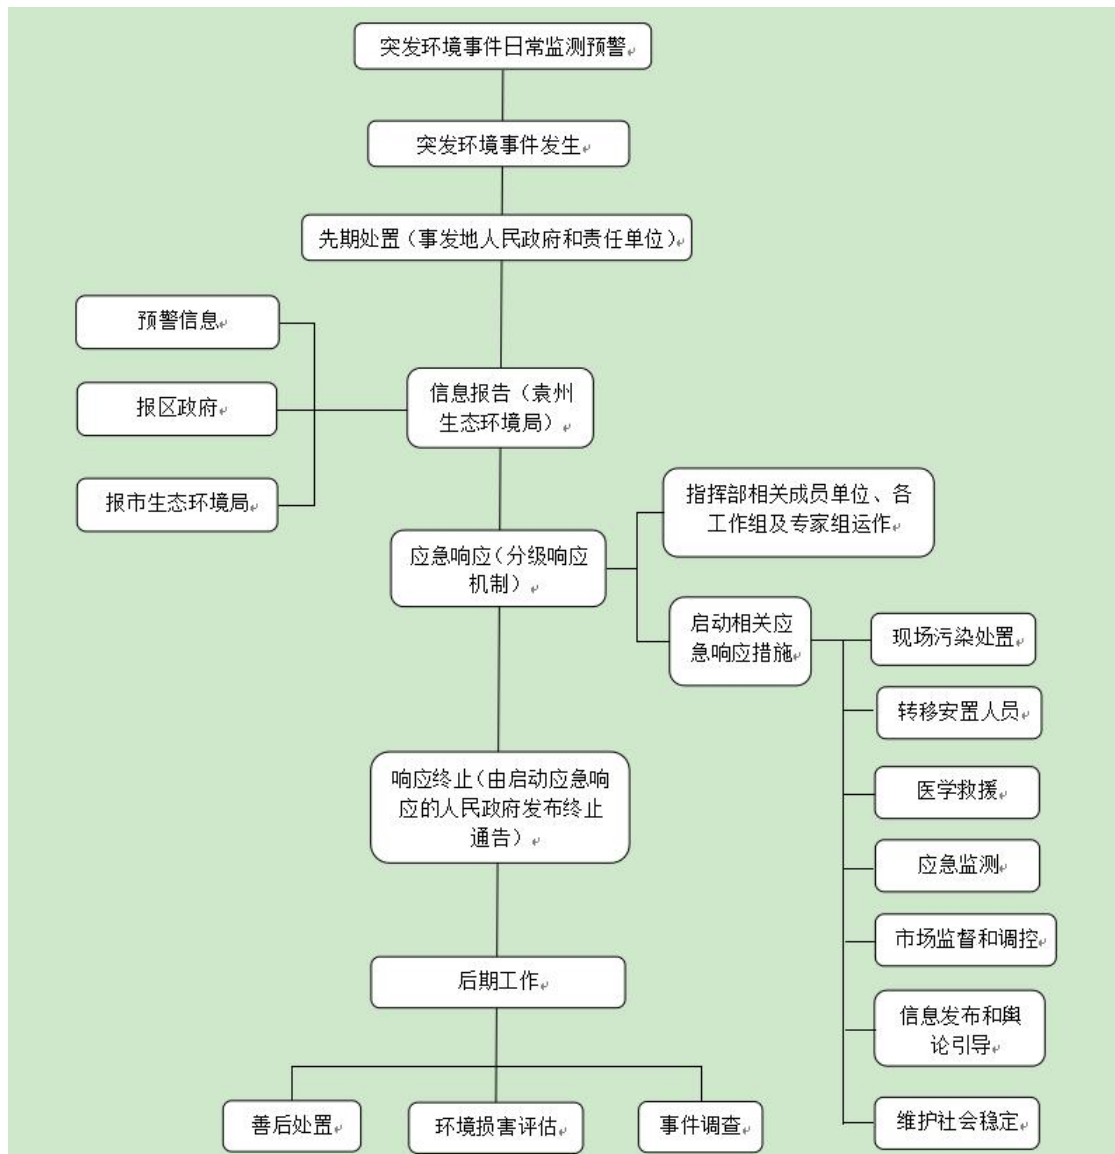 突发环境事件日常监测预警
突发环境事件发生
先期处置（事发地人民政府和责任单位）
预警信息
报区政府
报市生态环境局
信息报告（袁州
生态环境局）
应急响应（分级响应
机制）
指挥部相关成员单位、各
工作组及专家组运作
启动相关应
急响应措施
现场污染处置
转移安置人员
医学救援
应急监测
市场监督和调控
信息发布和舆
论引导
维护社会稳定
响应终止（由启动应急响
应的人民政府发布终止
通告）
后期工作
善后处置
环境损害评估
事件调查